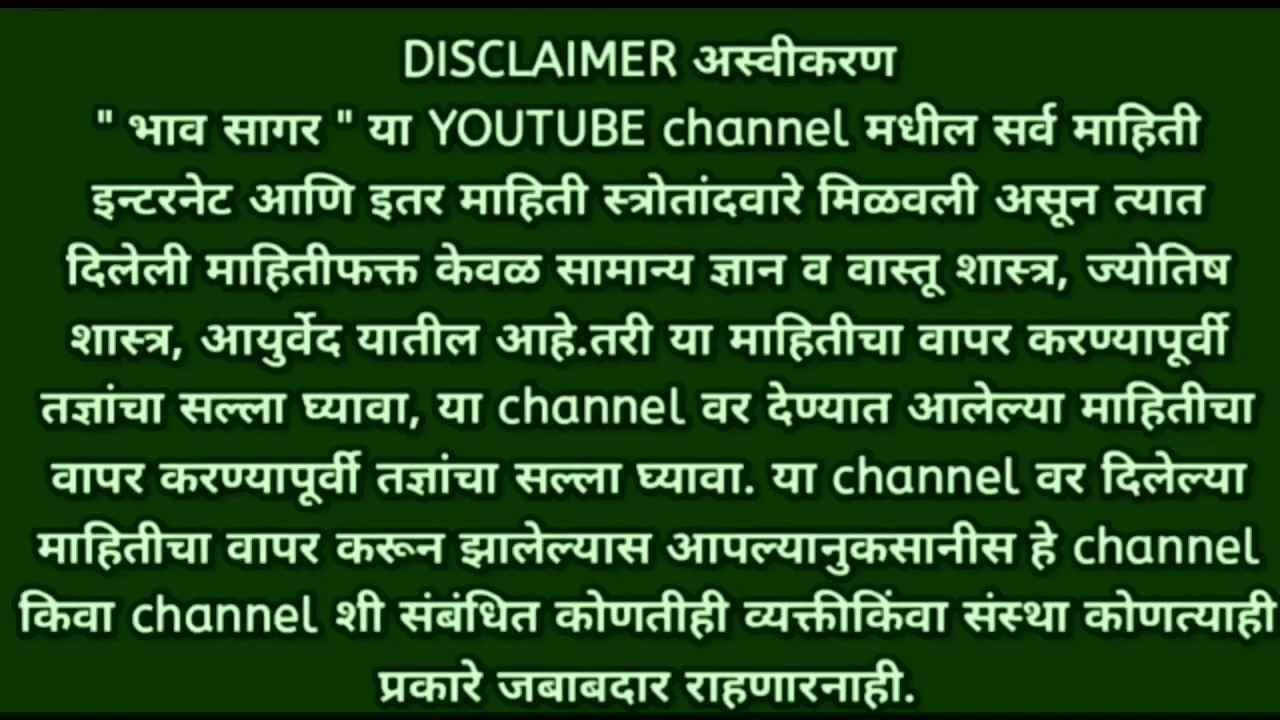 DISCLAIMER अस्वीकरण
" भाव सागर " या YOUTUBE channel मधील सर्व माहिती
इन्टरनेट आणि इतर माहिती स्त्रोतांदवारे मिळवली असून त्यात
दिलेली माहितीफक्त केवळ सामान्य ज्ञान व वास्तू शास्त्र, ज्योतिष
शास्त्र, आयुर्वेद यातील आहे.तरी या माहितीचा वापर करण्यापूर्वी
तज्ञांचा सल्ला घ्यावा, या channel वर देण्यात आलेल्या माहितीचा
वापर करण्यापूर्वी तज्ञांचा सल्ला घ्यावा. या channel वर दिलेल्या
माहितीचा वापर करून झालेल्यास आपल्यानुकसानीस हे channel
किवा channel शी संबंधित कोणतीही व्यक्तीकिंवा संस्था कोणत्याही
प्रकारे जबाबदार राहणारनाही.